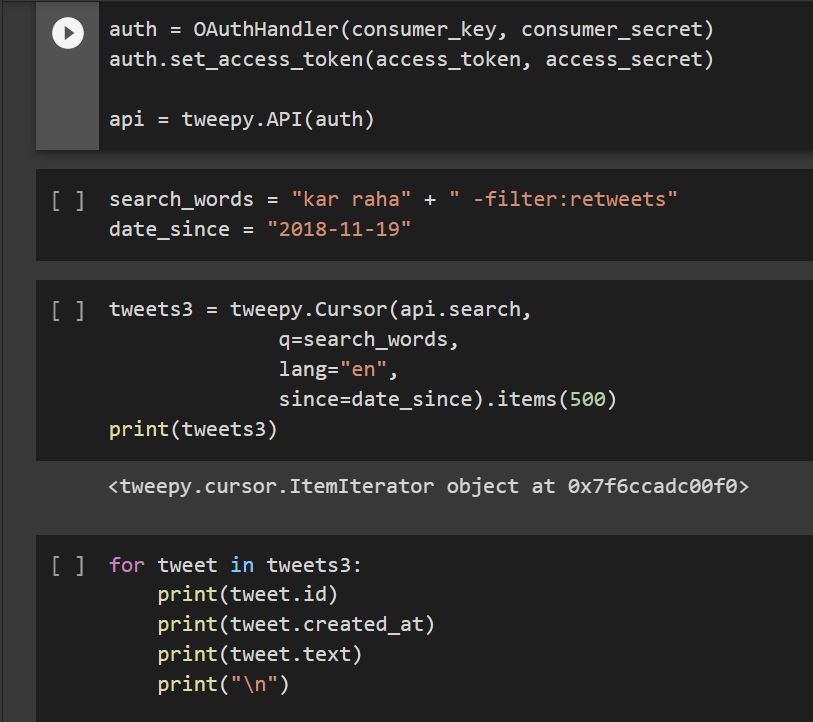 auth = OAuthHandler(consumer_key, consumer_secret)
auth.set_access_token(access_token, access_secret)
api = tweepy.API(auth)
[ ] search_words = "kar raha" + " -filter:retweets"
date_since = "2018-11-19"
[ ] tweets3 = tweepy.Cursor(api.search,
q=search_words,
lang="en",
since=date_since).items(500)
print(tweets3)
<tweepy.cursor.ItemIterator object at 0x7f6ccadc00f0>
[ ] for tweet in tweets3:
print(tweet.id)
print(tweet.created_at)
print(tweet.text)
print("\n")